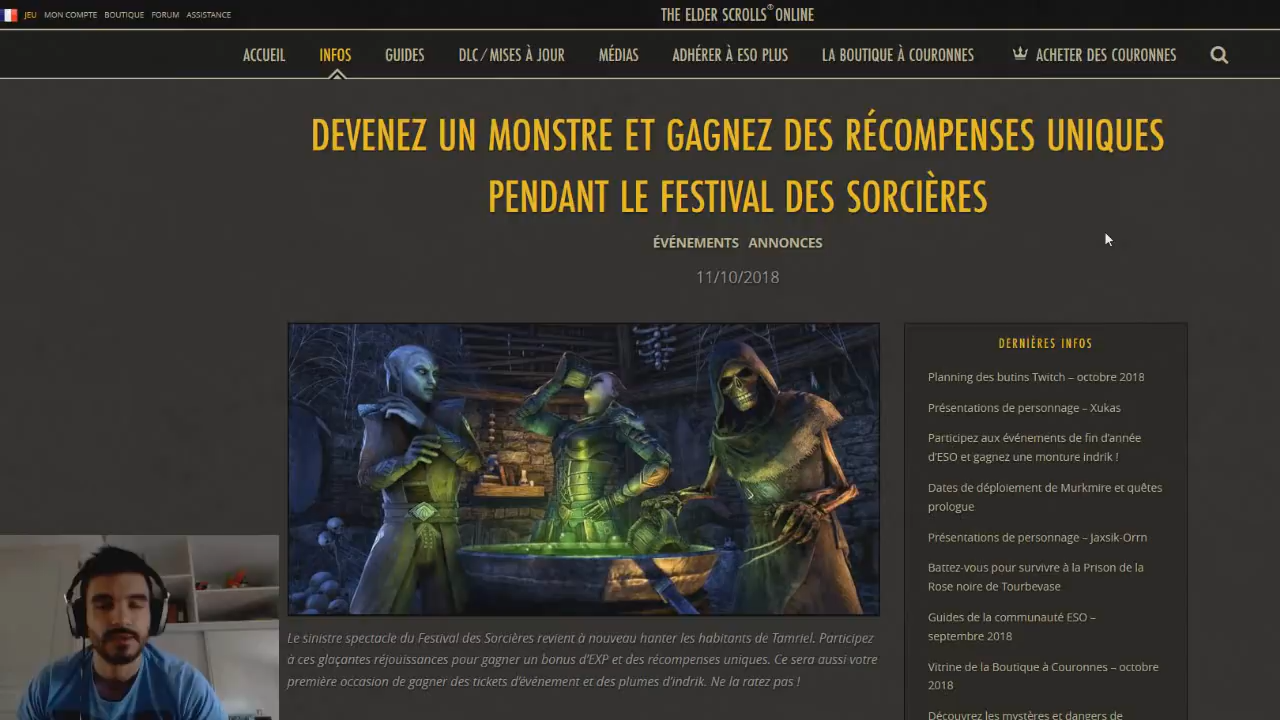 JEU MON COMPTE BOUTIQUE FORUM ASSISTANCE
THE ELDER SCROLLS® ONLINE
ACCUEIL INFOS GUIDES DLC / MISES À JOUR MÉDIAS ADHÉRER À ESO PLUS LA BOUTIQUE À COURONNES ACHETER DES COURONNES
DEVENEZ UN MONSTRE ET GAGNEZ DES RÉCOMPENSES UNIQUES
PENDANT LE FESTIVAL DES SORCIÈRES
ÉVÉNEMENTS ANNONCES
11/10/2018
Le sinistre spectacle du Festival des Sorcières revient à nouveau hanter les habitants de Tamriel. Participez
à ces glaçantes réjouissances pour gagner un bonus d'EXP et des récompenses uniques. Ce sera aussi votre
première occasion de gagner des tickets d'événement et des plumes d'indrik. Ne la ratez pas !
DERNIÈRES INFOS
Planning des butins Twitch – octobre 2018
Présentations de personnage – Xukas
Participez aux événements de fin d'année
d'ESO et gagnez une monture indrik !
Dates de déploiement de Murkmire et quêtes
prologue
Présentations de personnage – Jaxsik-Orrn
Battez-vous pour survivre à la Prison de la
Rose noire de Tourbevase
Guides de la communauté ESO –
septembre 2018
Vitrine de la Boutique à Couronnes – octobre
2018
Découvrez les mystères et dangers de